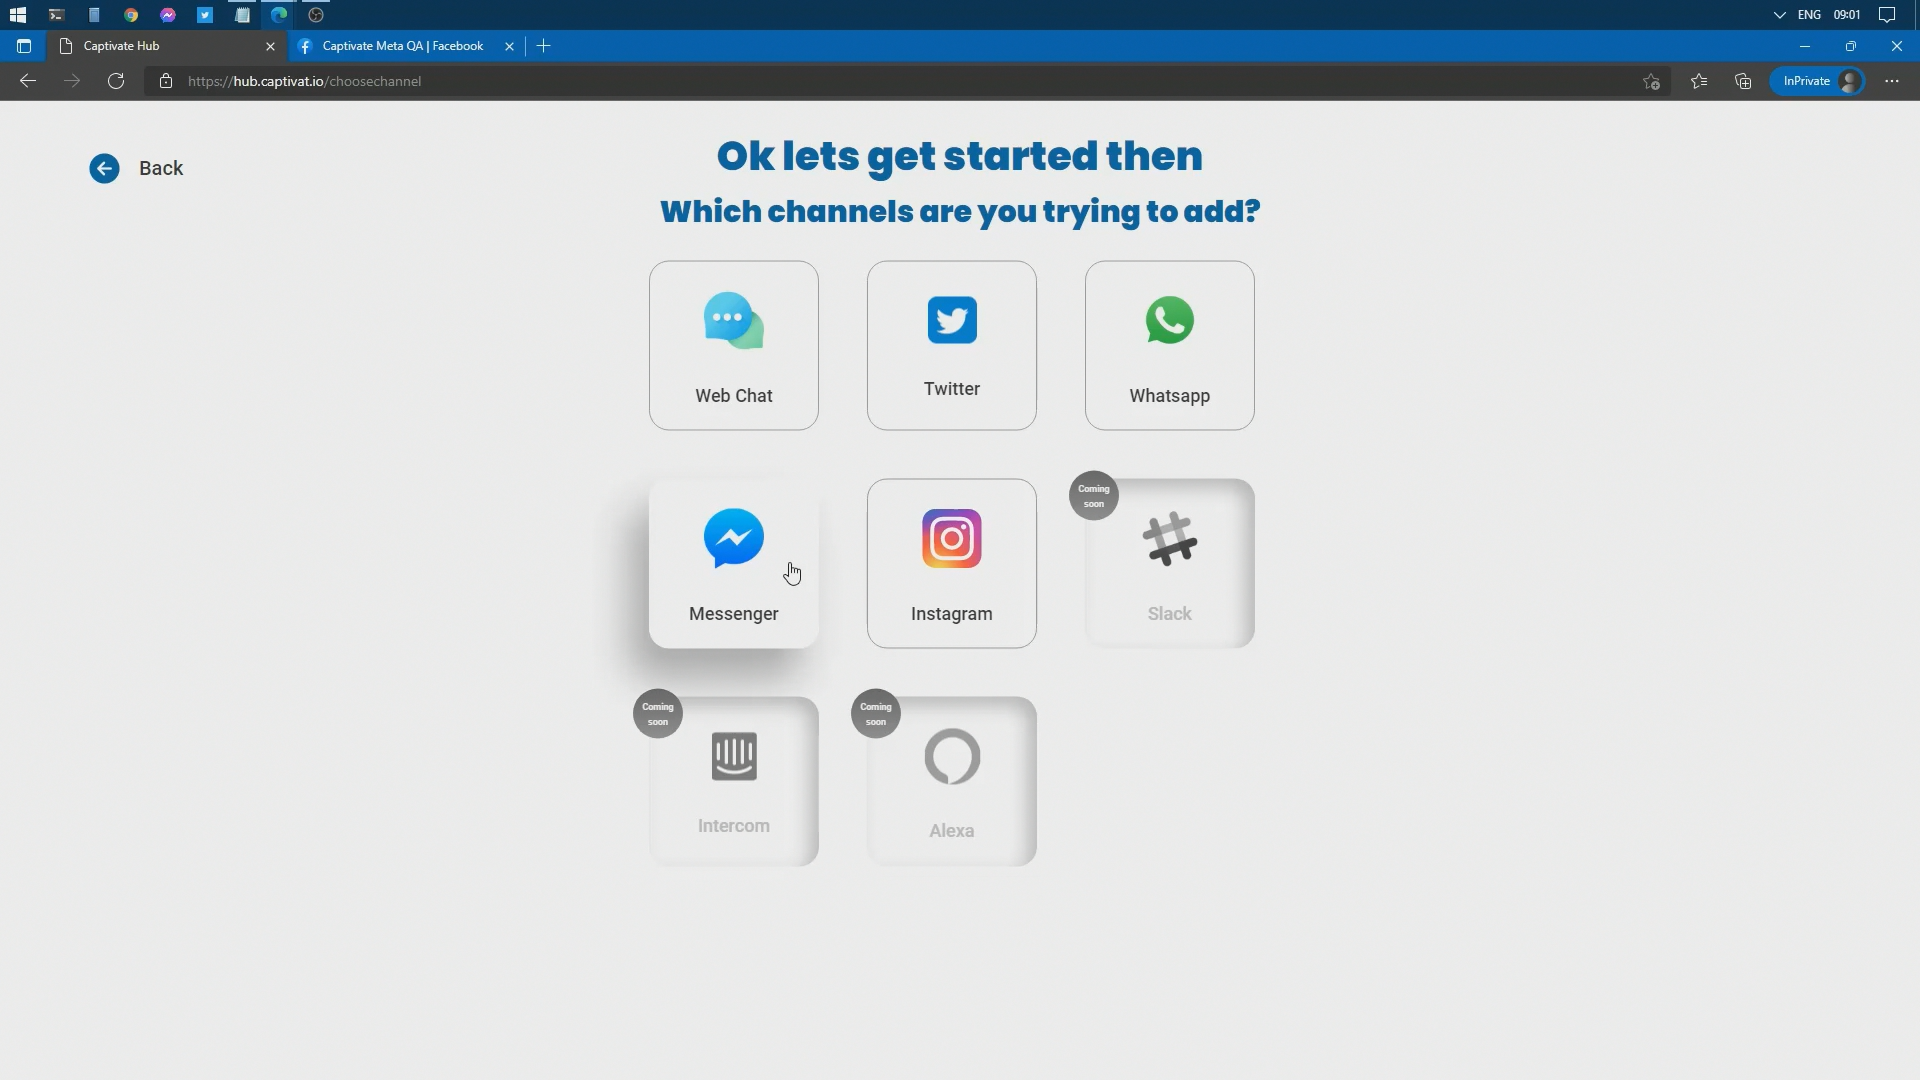 ENG 09:01
Captivate Hub
Captivate Meta QA | Facebook
https://hub.captivat.io/choosechannel
InPrivate
Back
Ok lets get started then
Which channels are you trying to add?
Web Chat
Twitter
Whatsapp
Messenger
Instagram
Coming
soon
Slack
Coming
soon
Intercom
Coming
soon
Alexa